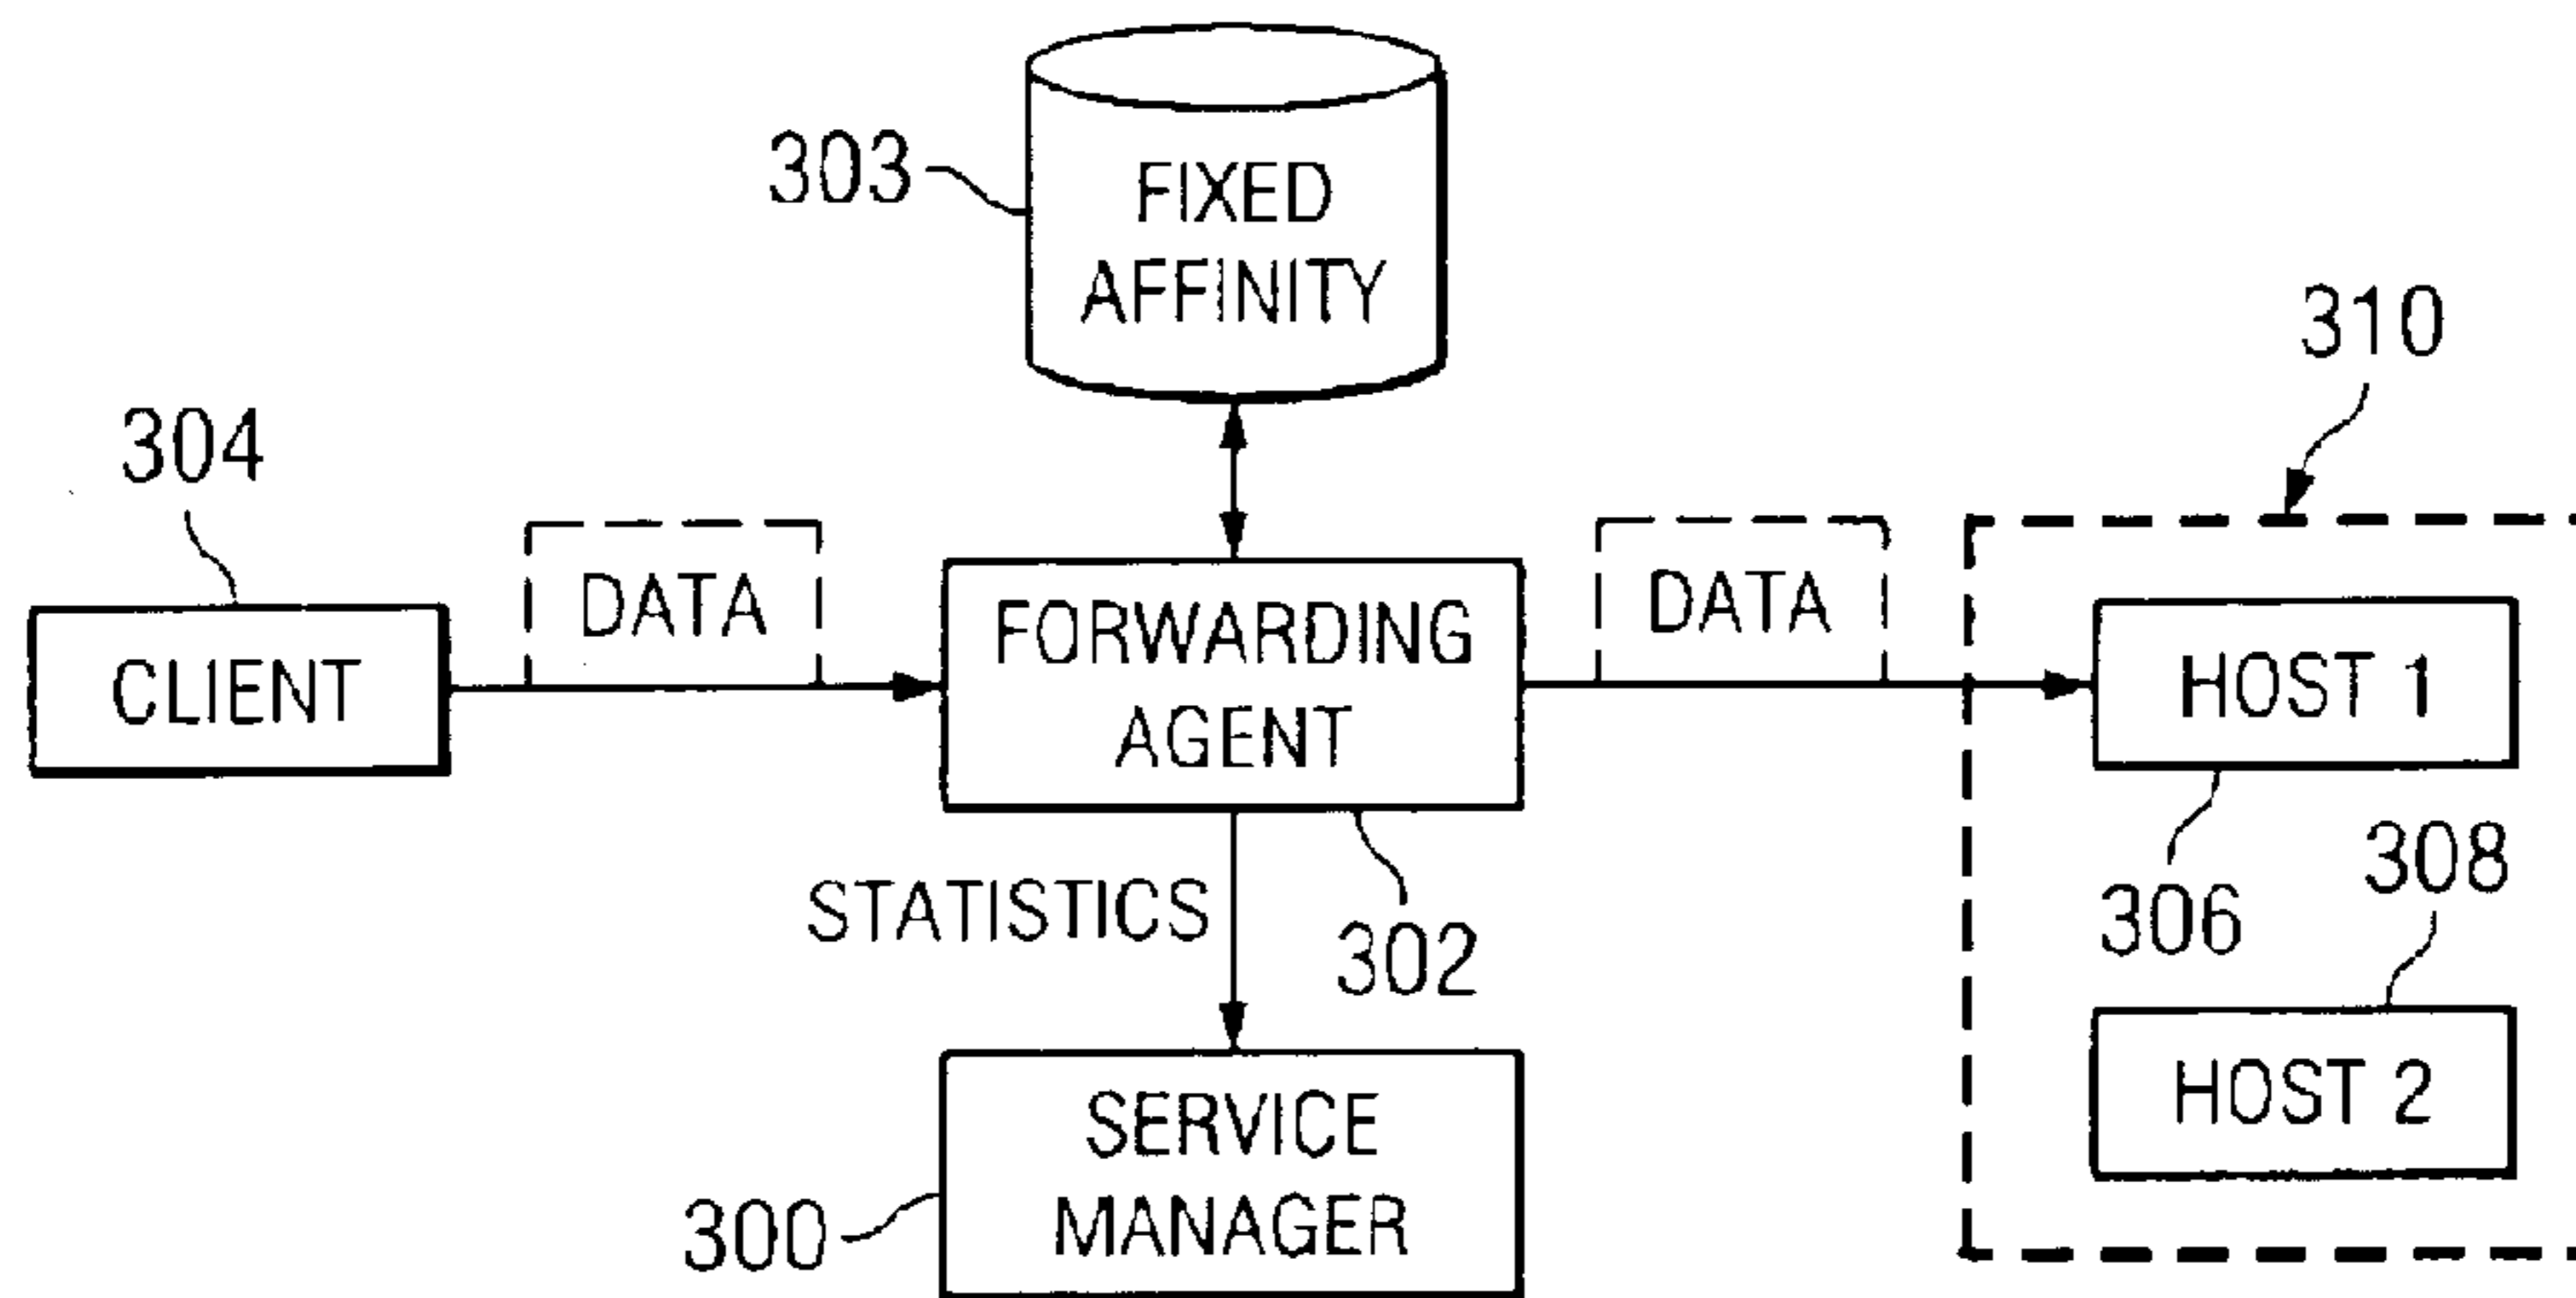 303
FIXED
AFFINITY
310
304
DATA
DATA
CLIENT
FORWARDING
AGENT
HOST 1
STATISTICS
302
306
308
SERVICE
MANAGER
300
HOST 2